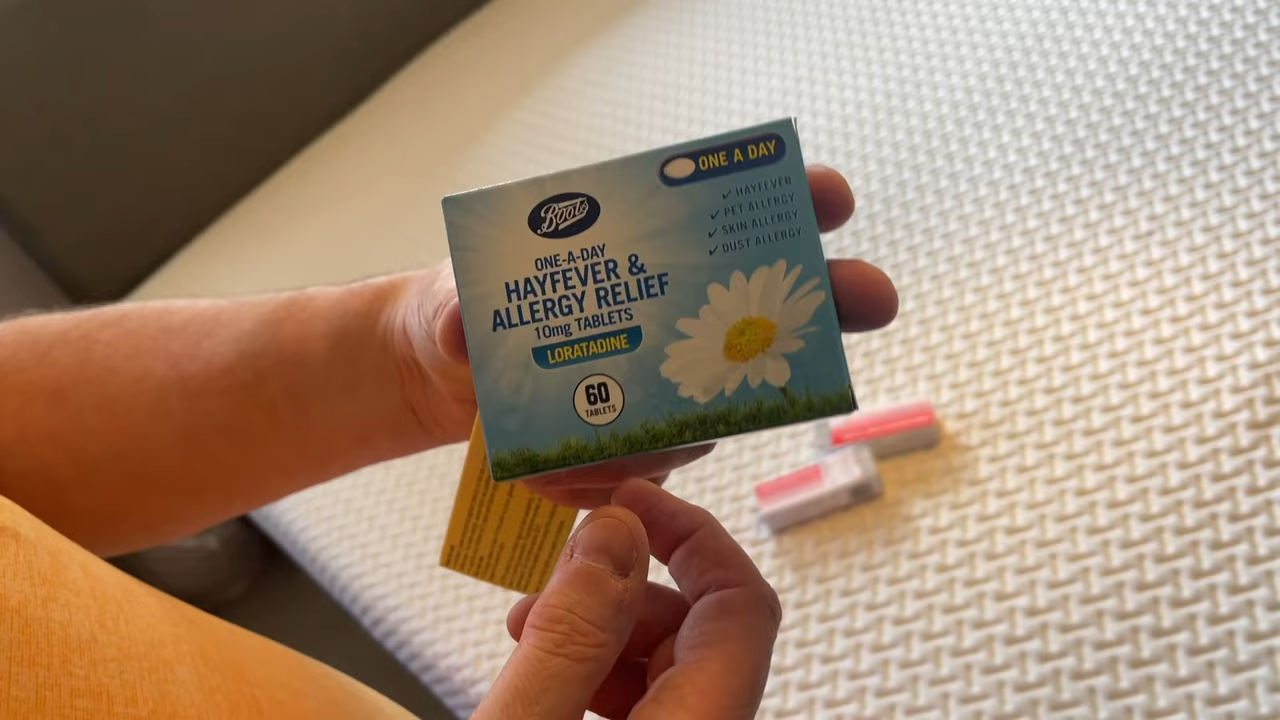 Boots
ONE-A-DAY
HAYFEVER &
ALLERGY RELIEF
10mg TABLETS
LORATADINE
60
TABLETS
ONE A DAY
✓ HAYFEVER
✓ PET ALLERGY
✓ SKIN ALLERGY
✓ DUST ALLERGY